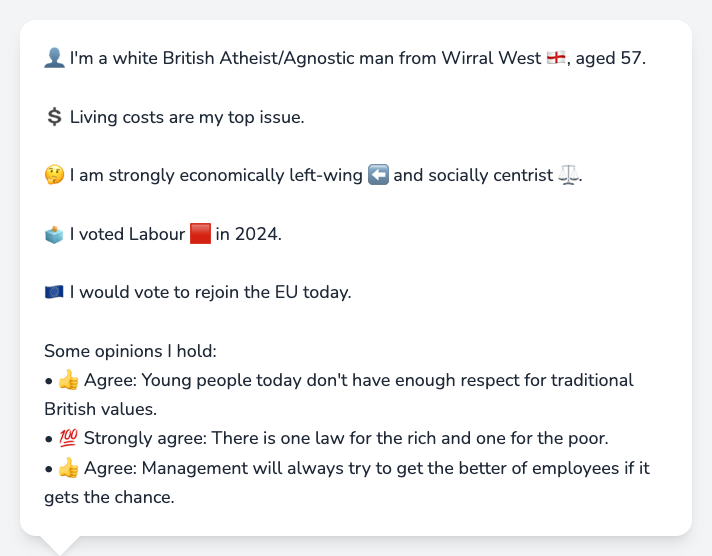 👤 I'm a white British Atheist/Agnostic man from Wirral West 🏴󠁧󠁢󠁥󠁮󠁧󠁿, aged 57.
💲 Living costs are my top issue.
🤔 I am strongly economically left-wing ⬅️ and socially centrist ⚖️.
🗳️ I voted Labour 🟥 in 2024.
🇪🇺 I would vote to rejoin the EU today.
Some opinions I hold:
• 👍 Agree: Young people today don't have enough respect for traditional
British values.
• 💯 Strongly agree: There is one law for the rich and one for the poor.
• 👍 Agree: Management will always try to get the better of employees if it
gets the chance.